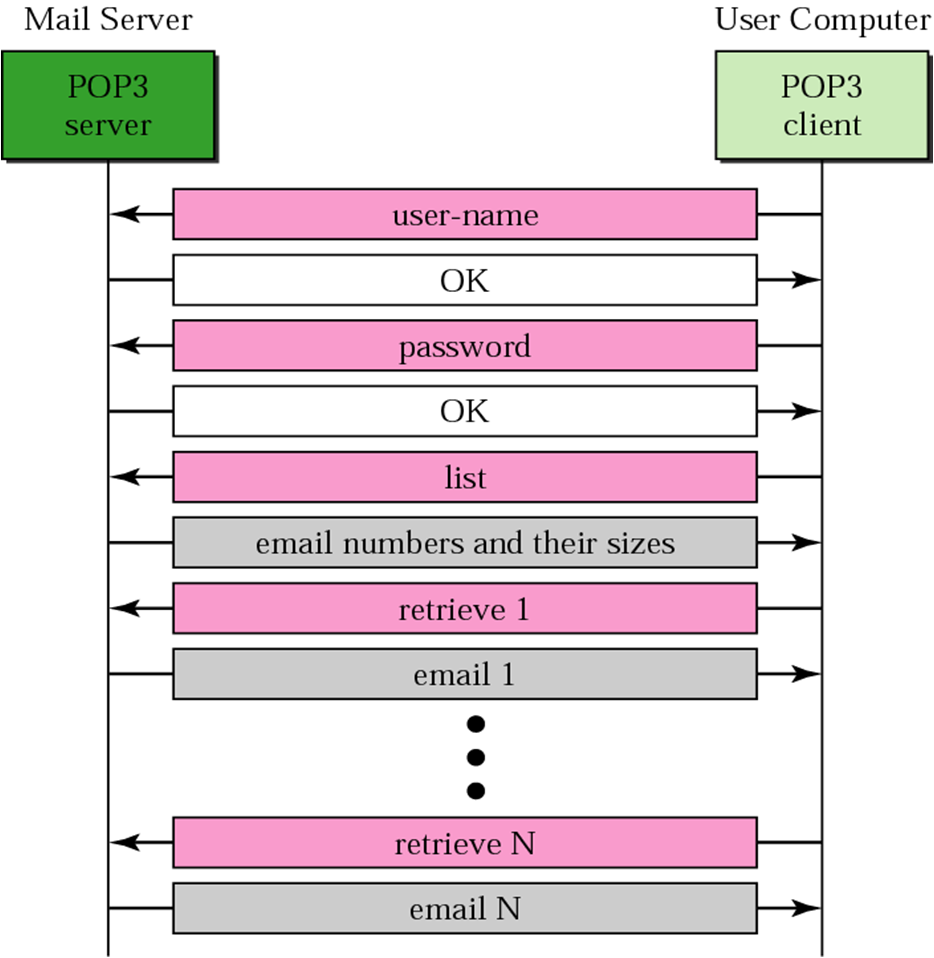 Mail Server
User Computer
POP3
server
POP3
client
user-name
OK
password
OK
list
email numbers and their sizes
retrieve 1
email 1
retrieve N
email N